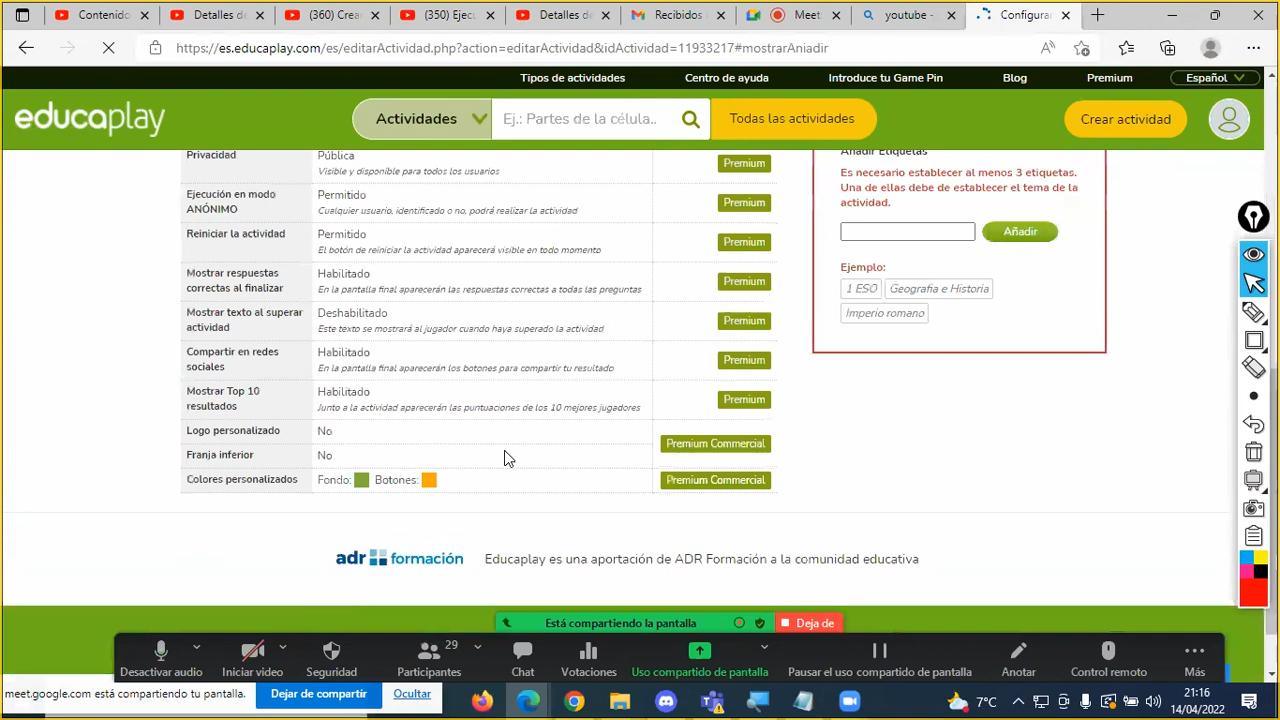 Contenido
Detalles de
(360) Crea
(350) Ejec
Detalles de
Recibidos
Meet
youtube -
Configurar
https://es.educaplay.com/es/editarActividad.php?action=editarActividad&idActividad=11933217#mostrarAniadir
Tipos de actividades
Centro de ayuda
Introduce tu Game Pin
Blog
Premium
Español
educaplay
Actividades
Ej.: Partes de la célula..
Todas las actividades
Crear actividad
Privacidad
Pública
Visible y disponible para todos los usuarios
Premium
Ejecución en modo ANÓNIMO
Permitido
Cualquier usuario, identificado o no, podrá realizar la actividad
Premium
Reiniciar la actividad
Permitido
El botón de reiniciar la actividad aparecerá visible en todo momento
Premium
Mostrar respuestas correctas al finalizar
Habilitado
En la pantalla final aparecerán las respuestas correctas a todas las preguntas
Premium
Mostrar texto al superar actividad
Deshabilitado
Este texto se mostrará al jugador cuando haya superado la actividad
Premium
Compartir en redes sociales
Habilitado
En la pantalla final aparecerán los botones para compartir tu resultado
Premium
Mostrar Top 10 resultados
Habilitado
Junto a la actividad aparecerán las puntuaciones de los 10 mejores jugadores
Premium
Logo personalizado
No
Premium Commercial
Franja inferior
No
Colores personalizados
Fondo:
Botones:
Premium Commercial
Añadir Etiquetas
Es necesario establecer al menos 3 etiquetas.
Una de ellas debe de establecer el tema de la
actividad.
Añadir
Ejemplo:
1 ESO
Geografia e Historia
Imperio romano
adr formación
Educaplay es una aportación de ADR Formación a la comunidad educativa
Está compartiendo la pantalla
Deja de
29
Desactivar audio
Iniciar video
Seguridad
Participantes
Chat
Votaciones
Uso compartido de pantalla
Pausar el uso compartido de pantalla
Anotar
Control remoto
Más
meet.google.com está compartiendo tu pantalla.
Dejar de compartir
Ocultar
7°C
21:16
14/04/2022